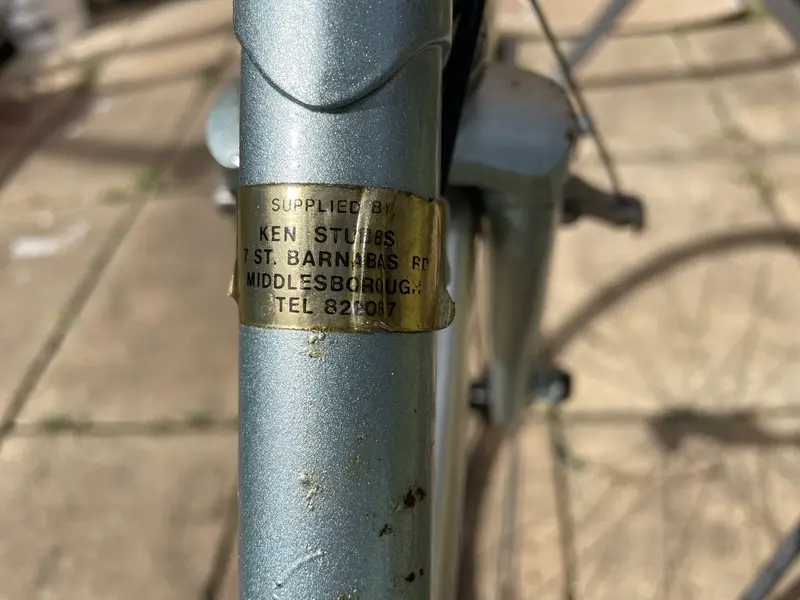 SUPPLIED BY
KEN STUBBS
7 ST. BARNABAS RD
MIDDLESBOROUGH
TEL